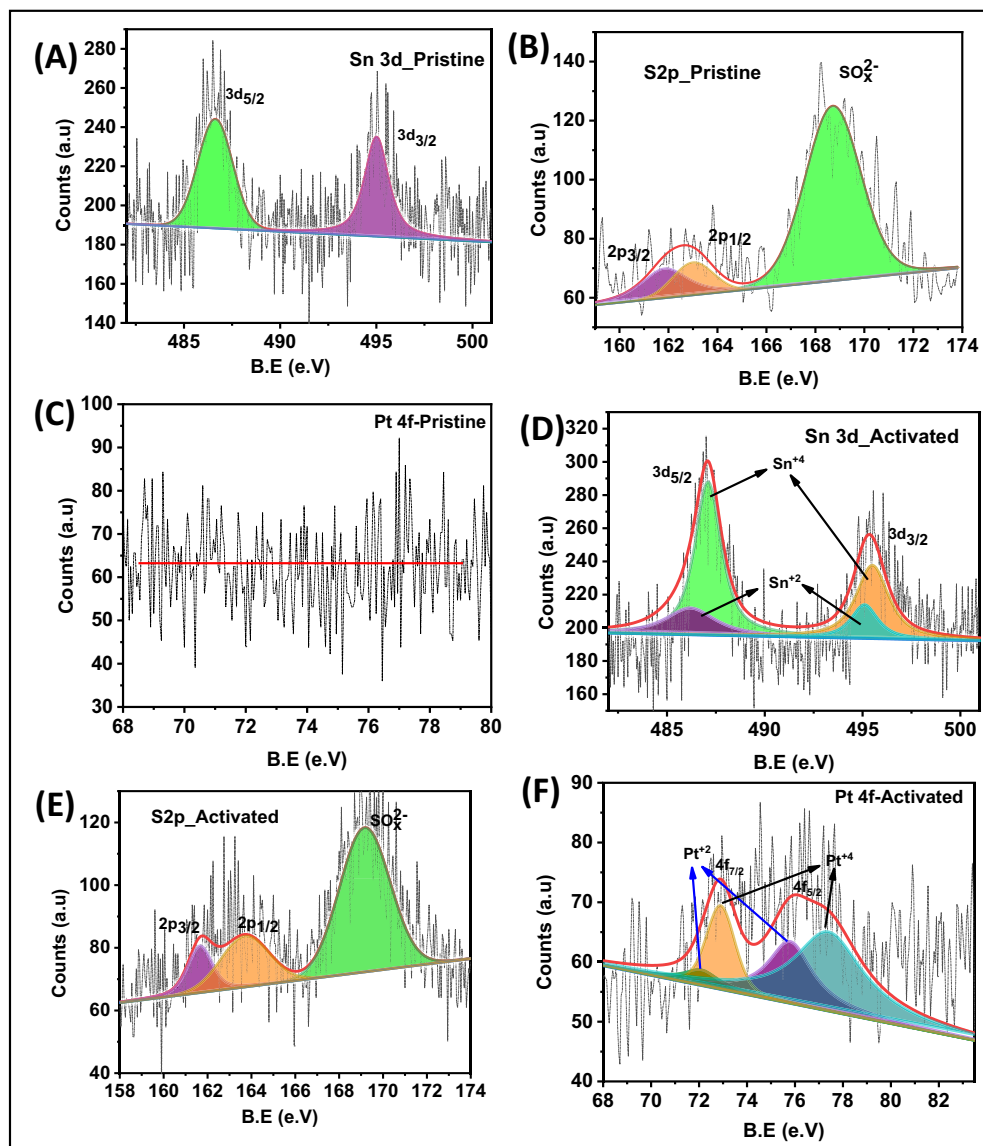 (A)
Sn 3d_Pristine
3d5/2
3d3/2
Counts (a.u)
280
260
240
220
200
180
160
140
485 490 495 500
B.E (e.V)
(B)
S2p_Pristine
SOx2-
2p3/2
2p1/2
Counts (a.u)
140
120
100
80
60
160 162 164 166 168 170 172 174
B.E (e.V)
(C)
Pt 4f-Pristine
Counts (a.u)
100
90
80
70
60
50
40
30
68 70 72 74 76 78 80
B.E (e.V)
(D)
Sn 3d_Activated
3d5/2
Sn+4
3d3/2
Sn+2
Counts (a.u)
320
300
280
260
240
220
200
180
160
485 490 495 500
B.E (e.V)
(E)
S2p_Activated
SOx2-
2p3/2
2p1/2
Counts (a.u)
120
100
80
60
40
158 160 162 164 166 168 170 172 174
B.E (e.V)
(F)
Pt 4f-Activated
Pt+2
4f7/2
Pt+4
4f5/2
Counts (a.u)
90
80
70
60
50
40
68 70 72 74 76 78 80 82
B.E (e.V)